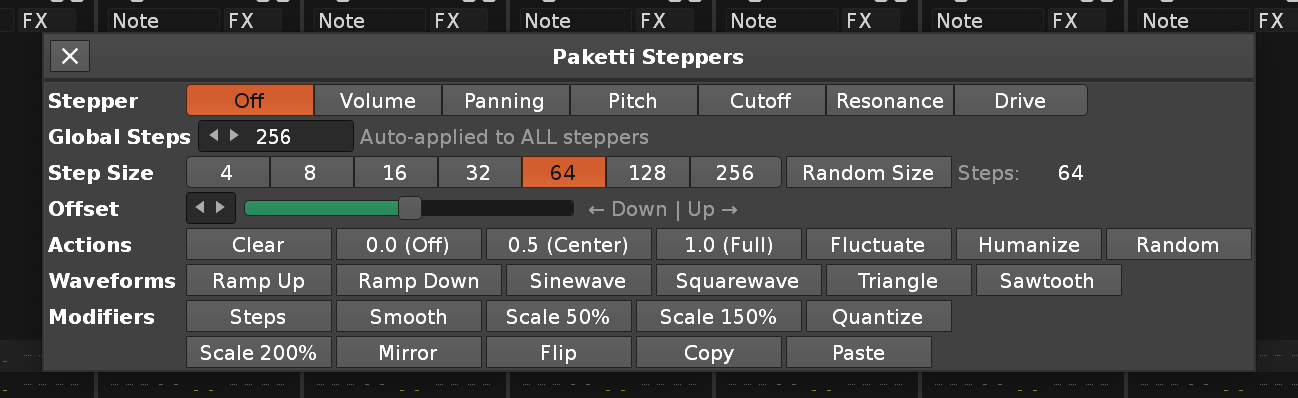 FX Note FX Note FX Note FX Note FX Note FX Note FX
Paketti Steppers
Stepper Off Volume Panning Pitch Cutoff Resonance Drive
Global Steps 256 Auto-applied to ALL steppers
Step Size 4 8 16 32 64 128 256 Random Size Steps: 64
Offset ← Down | Up →
Actions Clear 0.0 (Off) 0.5 (Center) 1.0 (Full) Fluctuate Humanize Random
Waveforms Ramp Up Ramp Down Sinewave Squarewave Triangle Sawtooth
Modifiers Steps Smooth Scale 50% Scale 150% Quantize
Scale 200% Mirror Flip Copy Paste